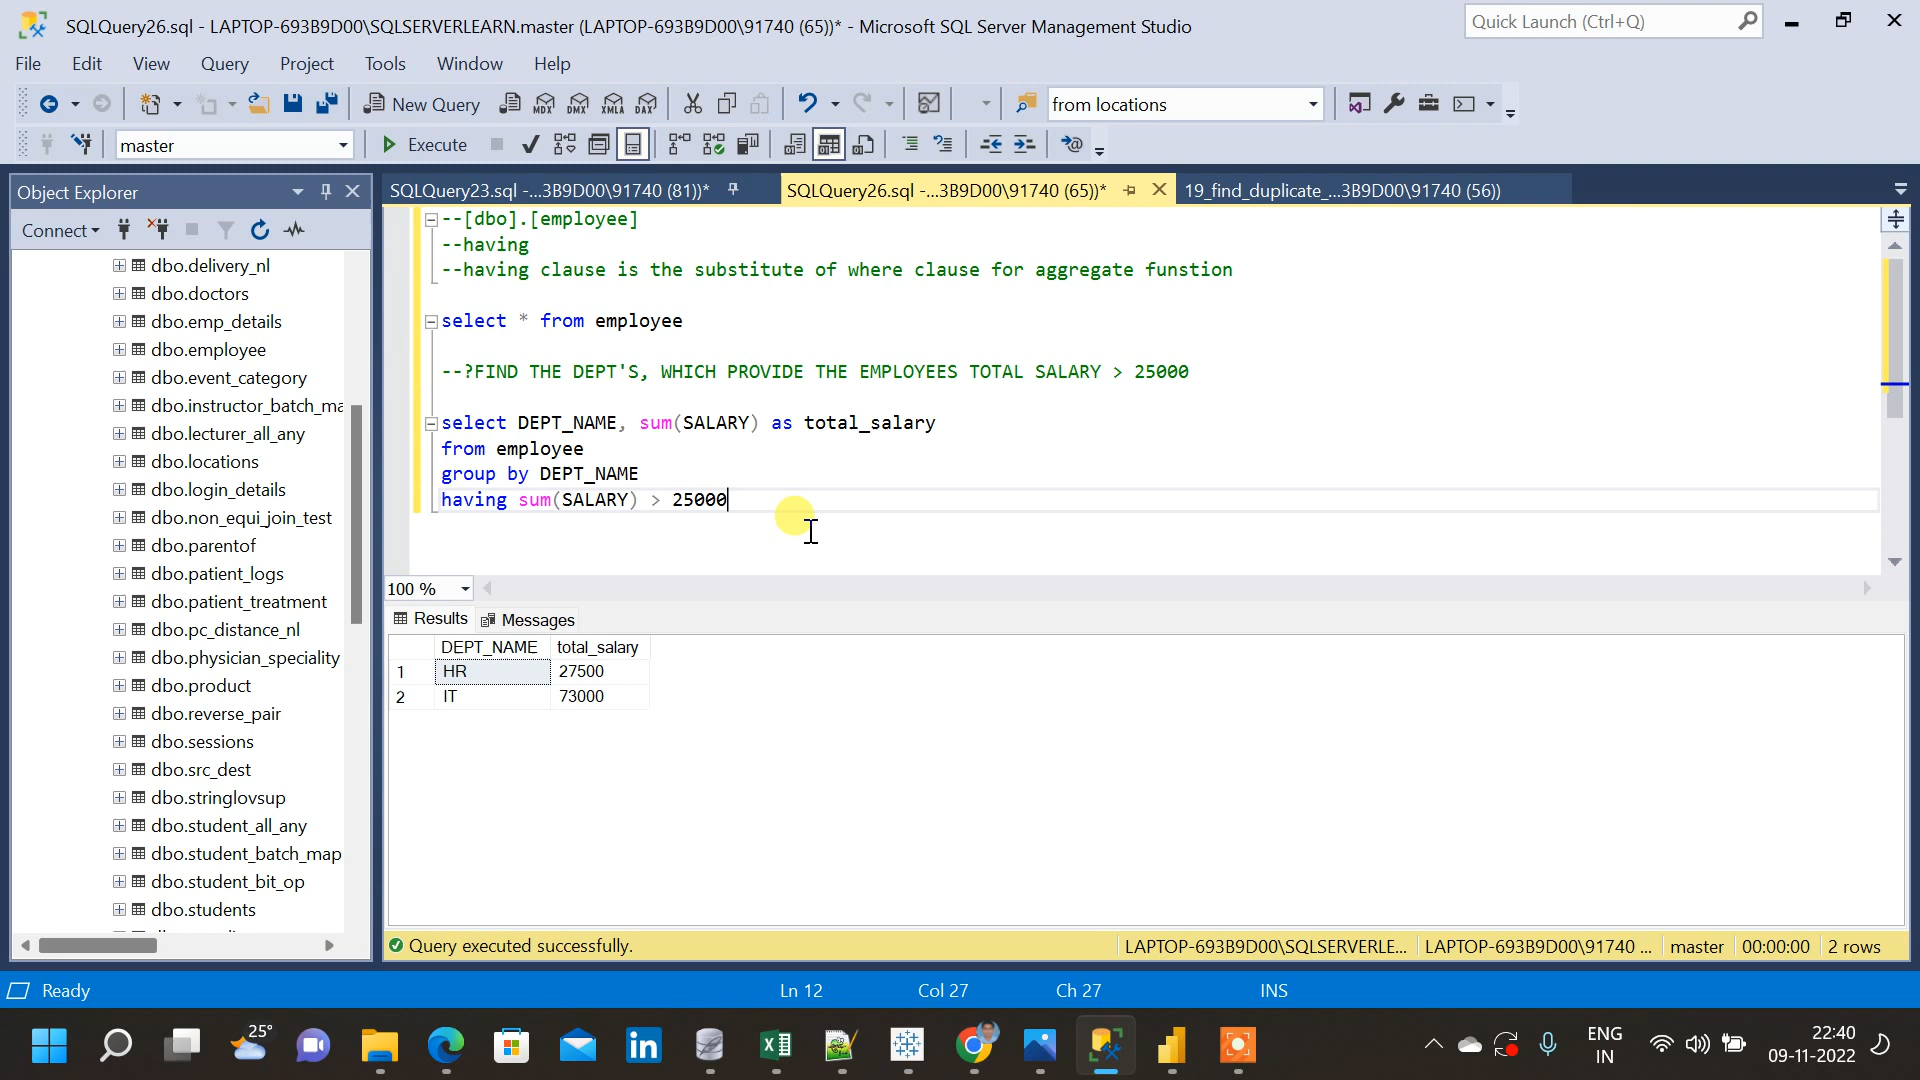 SQLQuery26.sql - LAPTOP-693B9D00\SQLSERVERLEARN.master (LAPTOP-693B9D00\91740 (65))* - Microsoft SQL Server Management Studio
Quick Launch (Ctrl+Q)
File Edit View Query Project Tools Window Help
New Query MDX DMX XMLA DAX from locations
master Execute
Object Explorer
SQLQuery23.sql -...3B9D00\91740 (81))* SQLQuery26.sql -...3B9D00\91740 (65))* 19_find_duplicate_...3B9D00\91740 (56))
Connect
dbo.delivery_nl
dbo.doctors
dbo.emp_details
dbo.employee
dbo.event_category
dbo.instructor_batch_ma
dbo.lecturer_all_any
dbo.locations
dbo.login_details
dbo.non_equi_join_test
dbo.parentof
dbo.patient_logs
dbo.patient_treatment
dbo.pc_distance_nl
dbo.physician_speciality
dbo.product
dbo.reverse_pair
dbo.sessions
dbo.src_dest
dbo.stringlovsup
dbo.student_all_any
dbo.student_batch_map
dbo.student_bit_op
dbo.students
--[dbo].[employee]
--having
--having clause is the substitute of where clause for aggregate funstion
select * from employee
--?FIND THE DEPT'S, WHICH PROVIDE THE EMPLOYEES TOTAL SALARY > 25000
select DEPT_NAME, sum(SALARY) as total_salary
from employee
group by DEPT_NAME
having sum(SALARY) > 25000
100 %
Results Messages
DEPT_NAME total_salary
1 HR 27500
2 IT 73000
Query executed successfully. LAPTOP-693B9D00\SQLSERVERLE... LAPTOP-693B9D00\91740 ... master 00:00:00 2 rows
Ready Ln 12 Col 27 Ch 27 INS
25°
ENG
IN
22:40
09-11-2022